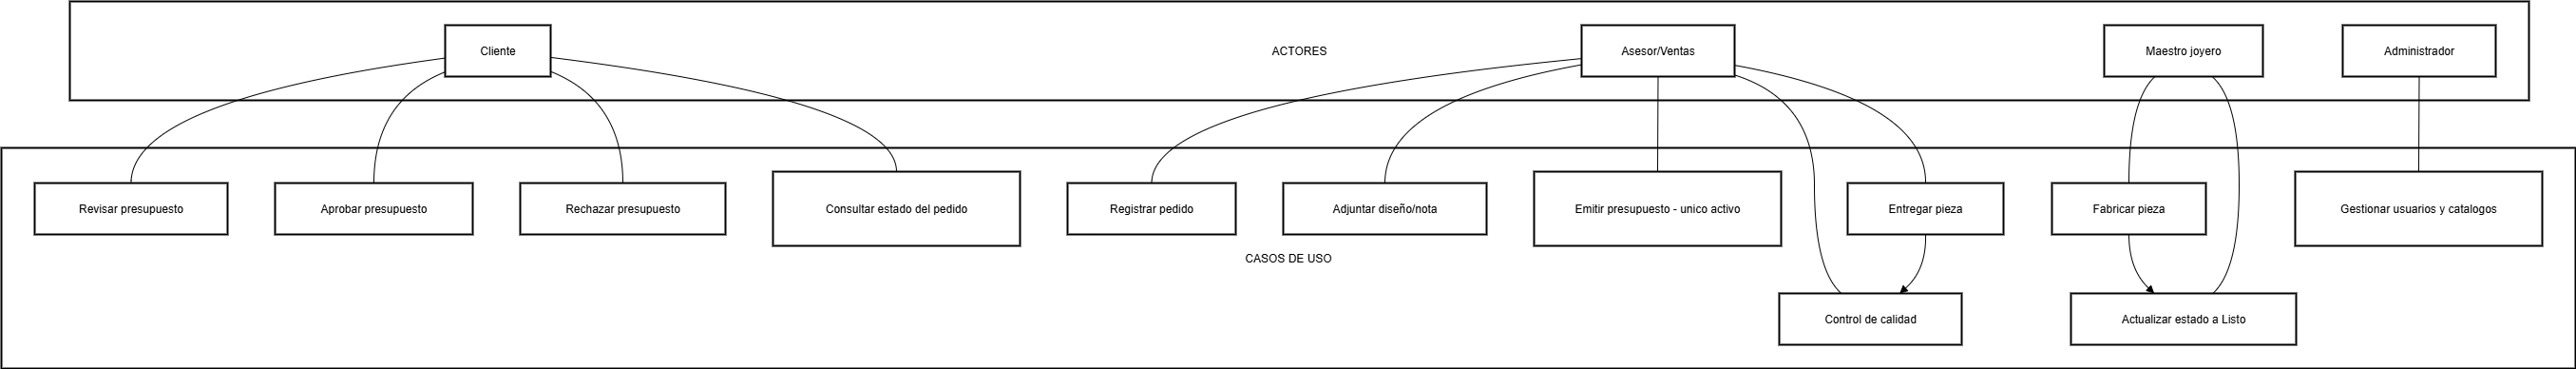 Cliente
ACTORES
Asesor/Ventas
Maestro joyero
Administrador
Revisar presupuesto
Aprobar presupuesto
Rechazar presupuesto
Consultar estado del pedido
Registrar pedido
Adjuntar diseño/nota
Emitir presupuesto - unico activo
Entregar pieza
Fabricar pieza
Gestionar usuarios y catalogos
CASOS DE USO
Control de calidad
Actualizar estado a Listo